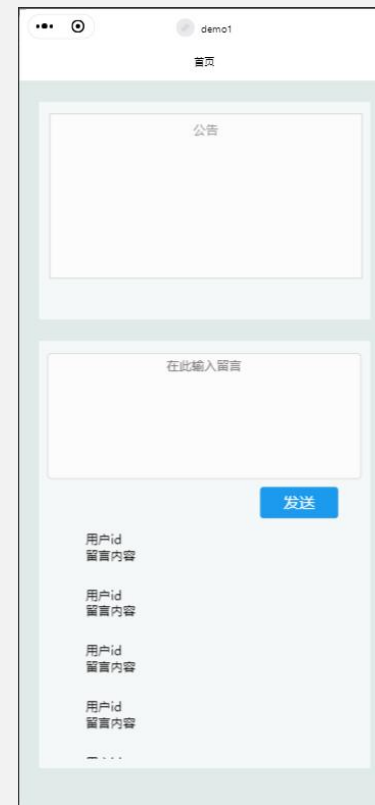 demo1
首页
公告
在此输入留言
发送
用户id
留言内容
用户id
留言内容
用户id
留言内容
用户id
留言内容